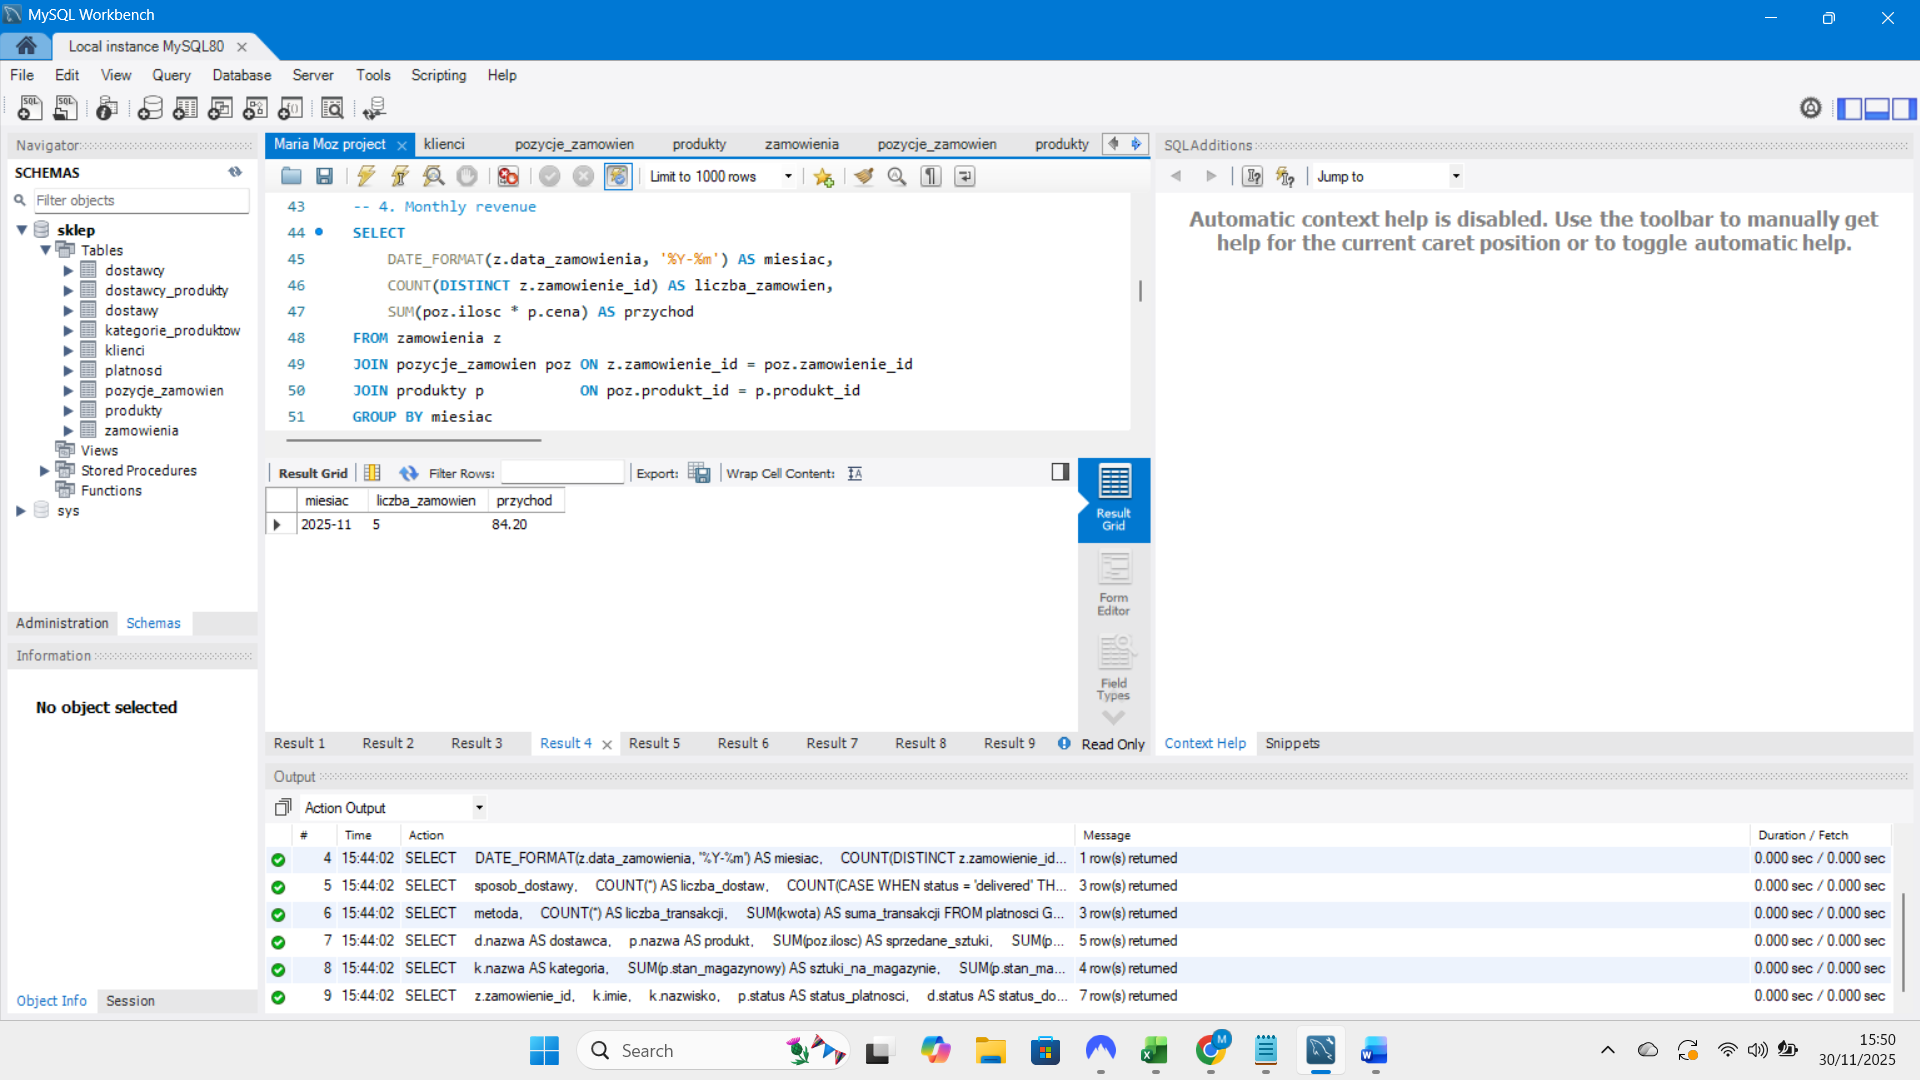 MySQL Workbench
Local instance MySQL80
File Edit View Query Database Server Tools Scripting Help
Navigator
SCHEMAS
Filter objects
sklep
Tables
dostawcy
dostawcy_produkty
dostawy
kategorie_produktow
klienci
platnosci
pozycje_zamowien
produkty
zamowienia
Views
Stored Procedures
Functions
sys
Administration Schemas
Information
No object selected
Object Info Session
Maria Moz project klienci pozycje_zamowien produkty zamowienia pozycje_zamowien produkty
Limit to 1000 rows
43 -- 4. Monthly revenue
44 SELECT
45 DATE_FORMAT(z.data_zamowienia, '%Y-%m') AS miesiac,
46 COUNT(DISTINCT z.zamowienie_id) AS liczba_zamowien,
47 SUM(poz.ilosc * p.cena) AS przychod
48 FROM zamowienia z
49 JOIN pozycje_zamowien poz ON z.zamowienie_id = poz.zamowienie_id
50 JOIN produkty p ON poz.produkt_id = p.produkt_id
51 GROUP BY miesiac
Result Grid Filter Rows: Export: Wrap Cell Content:
miesiac liczba_zamowien przychod
2025-11 5 84.20
Result Grid
Form Editor
Field Types
Result 1 Result 2 Result 3 Result 4 Result 5 Result 6 Result 7 Result 8 Result 9 Read Only
SQLAdditions
Jump to
Automatic context help is disabled. Use the toolbar to manually get
help for the current caret position or to toggle automatic help.
Context Help Snippets
Output
Action Output
# Time Action Message Duration / Fetch
4 15:44:02 SELECT DATE_FORMAT(z.data_zamowienia, '%Y-%m') AS miesiac, COUNT(DISTINCT z.zamowienie_id... 1 row(s) returned 0.000 sec / 0.000 sec
5 15:44:02 SELECT sposob_dostawy, COUNT(*) AS liczba_dostaw, COUNT(CASE WHEN status = 'delivered' TH... 3 row(s) returned 0.000 sec / 0.000 sec
6 15:44:02 SELECT metoda, COUNT(*) AS liczba_transakcji, SUM(kwota) AS suma_transakcji FROM platnosci G... 3 row(s) returned 0.000 sec / 0.000 sec
7 15:44:02 SELECT d.nazwa AS dostawca, p.nazwa AS produkt, SUM(poz.ilosc) AS sprzedane_sztuki, SUM(p... 5 row(s) returned 0.000 sec / 0.000 sec
8 15:44:02 SELECT k.nazwa AS kategoria, SUM(p.stan_magazynowy) AS sztuki_na_magazynie, SUM(p.stan_ma... 4 row(s) returned 0.000 sec / 0.000 sec
9 15:44:02 SELECT z.zamowienie_id, k.imie, k.nazwisko, p.status AS status_platnosci, d.status AS status_do... 7 row(s) returned 0.000 sec / 0.000 sec
Search
15:50
30/11/2025